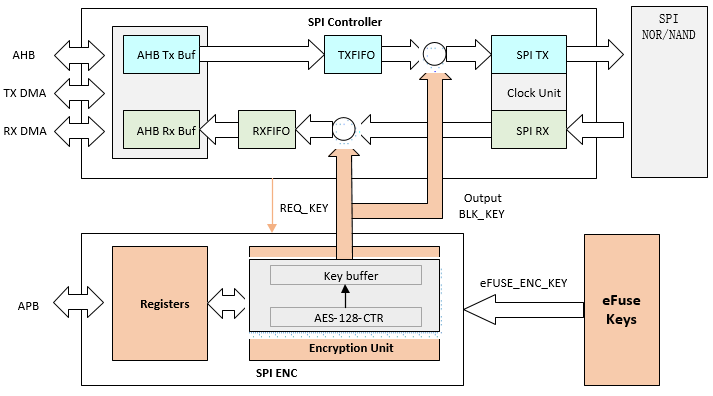 SPI Controller
SPI
NOR/NAND
AHB
AHB Tx Buf
TXFIFO
SPI TX
TX DMA
Clock Unit
RX DMA
AHB Rx Buf
RXFIFO
SPI RX
REQ_KEY
Output
BLK_KEY
Key buffer
eFUSE_ENC_KEY
APB
Registers
AES-128-CTR
eFuse
Keys
Encryption Unit
SPI ENC